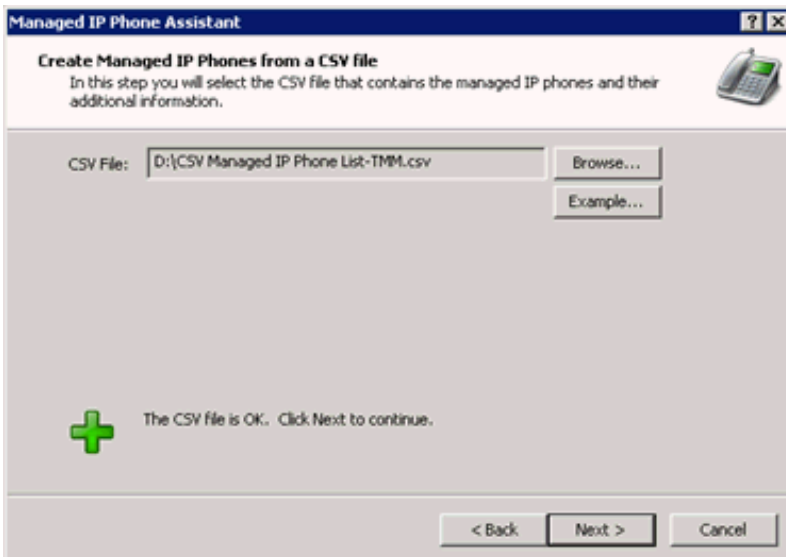 Managed IP Phone Assistant
Create Managed IP Phones from a CSV file
In this step you will select the CSV file that contains the managed IP phones and their
additional information.
CSV File: D:\CSV Managed IP Phone List-TMM.csv Browse...
Example...
The CSV file is OK. Click Next to continue.
< Back Next > Cancel